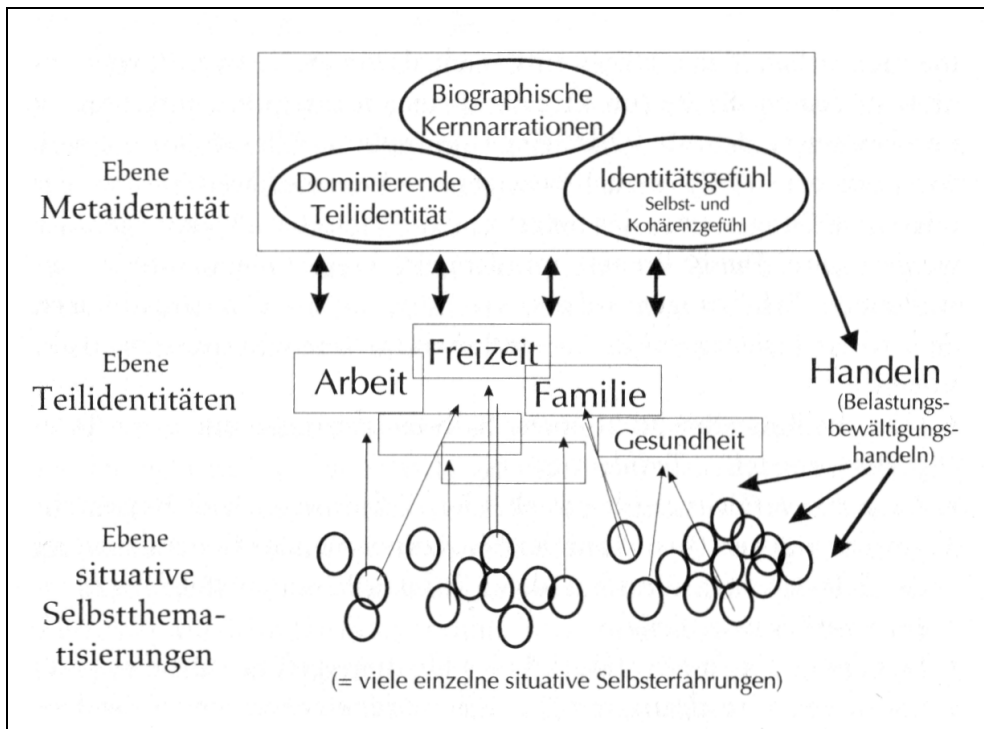 Biographische
Kernnarrationen
Ebene
Metaidentität
Dominierende
Teilidentität
Identitätsgefühl
Selbst- und
Kohärenzgefühl
Ebene
Teilidentitäten
Arbeit
Freizeit
Familie
Gesundheit
Handeln
(Belastungs-
bewältigungs-
handeln)
Ebene
situative
Selbstthema-
tisierungen
(= viele einzelne situative Selbsterfahrungen)